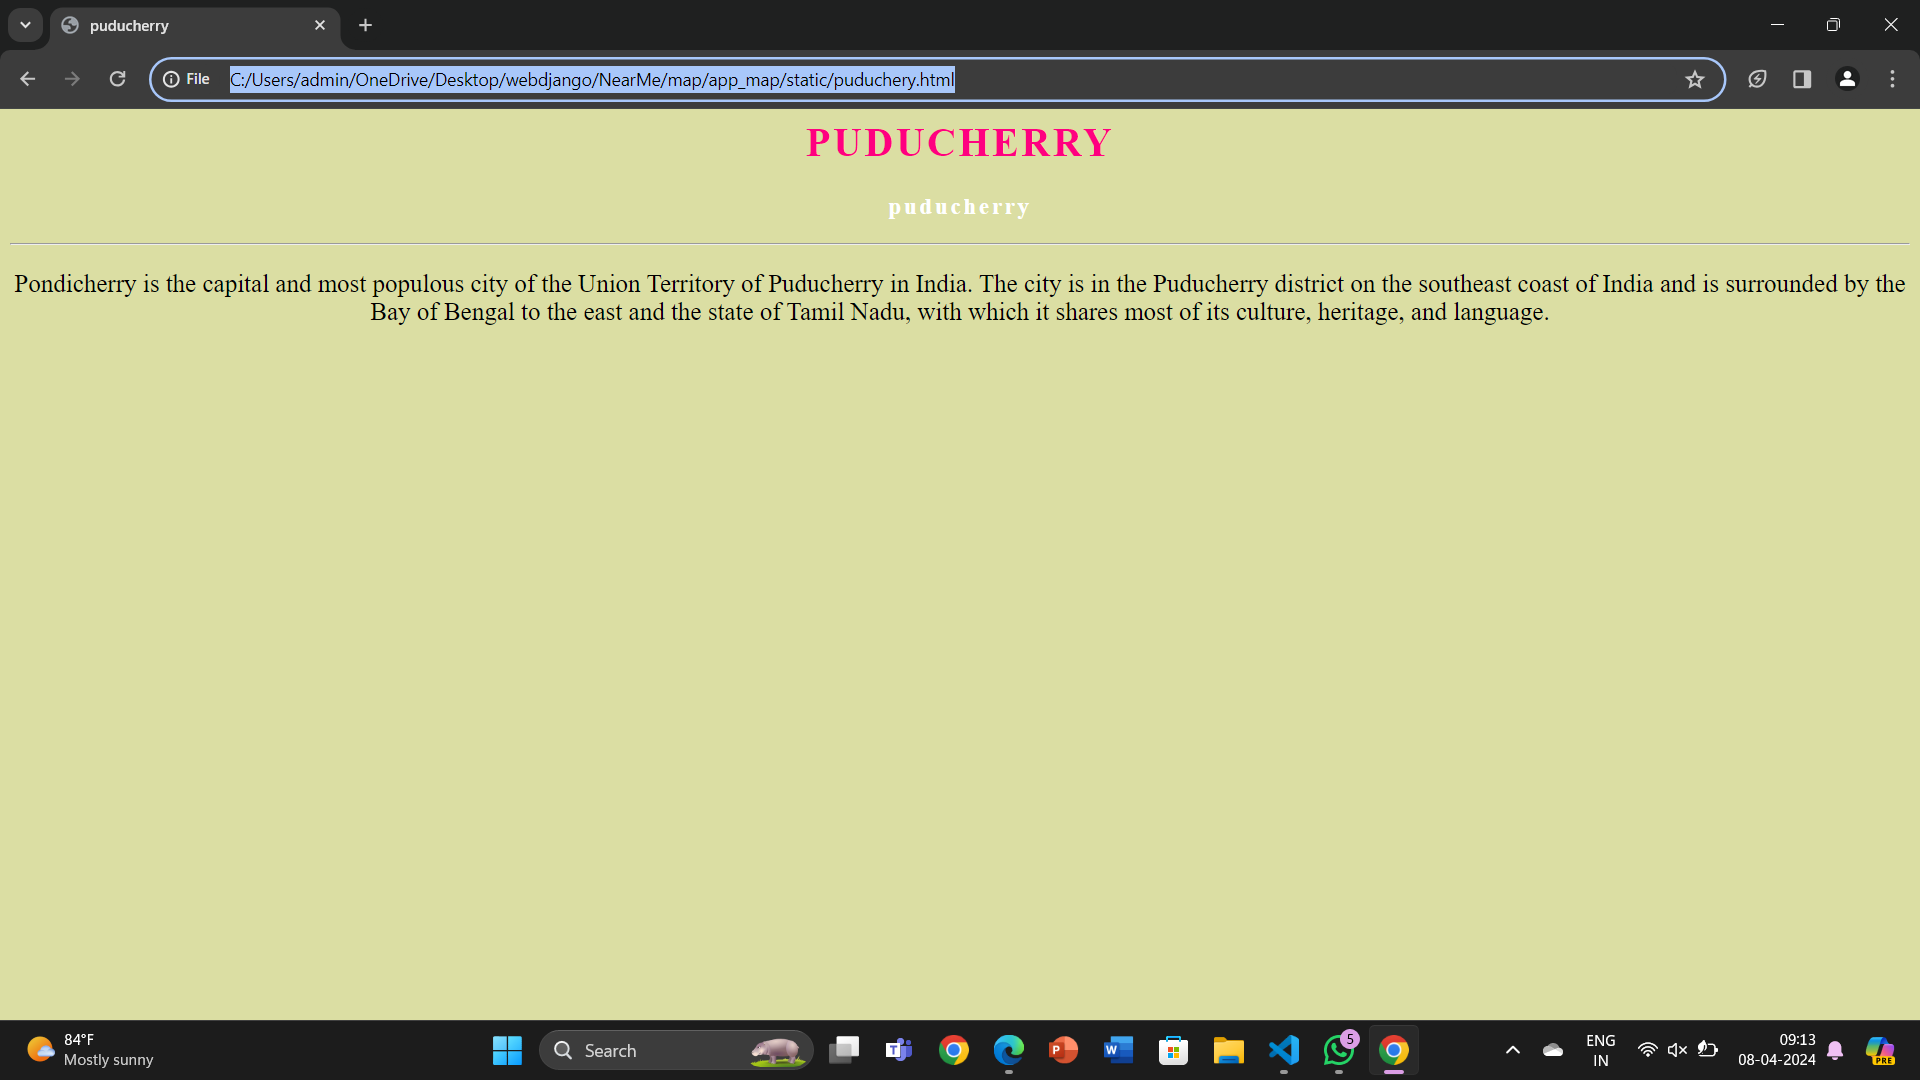 puducherry
File C:/Users/admin/OneDrive/Desktop/webdjango/NearMe/map/app_map/static/puduchery.html
PUDUCHERRY
puducherry
Pondicherry is the capital and most populous city of the Union Territory of Puducherry in India. The city is in the Puducherry district on the southeast coast of India and is surrounded by the
Bay of Bengal to the east and the state of Tamil Nadu, with which it shares most of its culture, heritage, and language.
84°F
Mostly sunny
Search
T
P
W
5
ENG
IN
09:13
08-04-2024
PRE